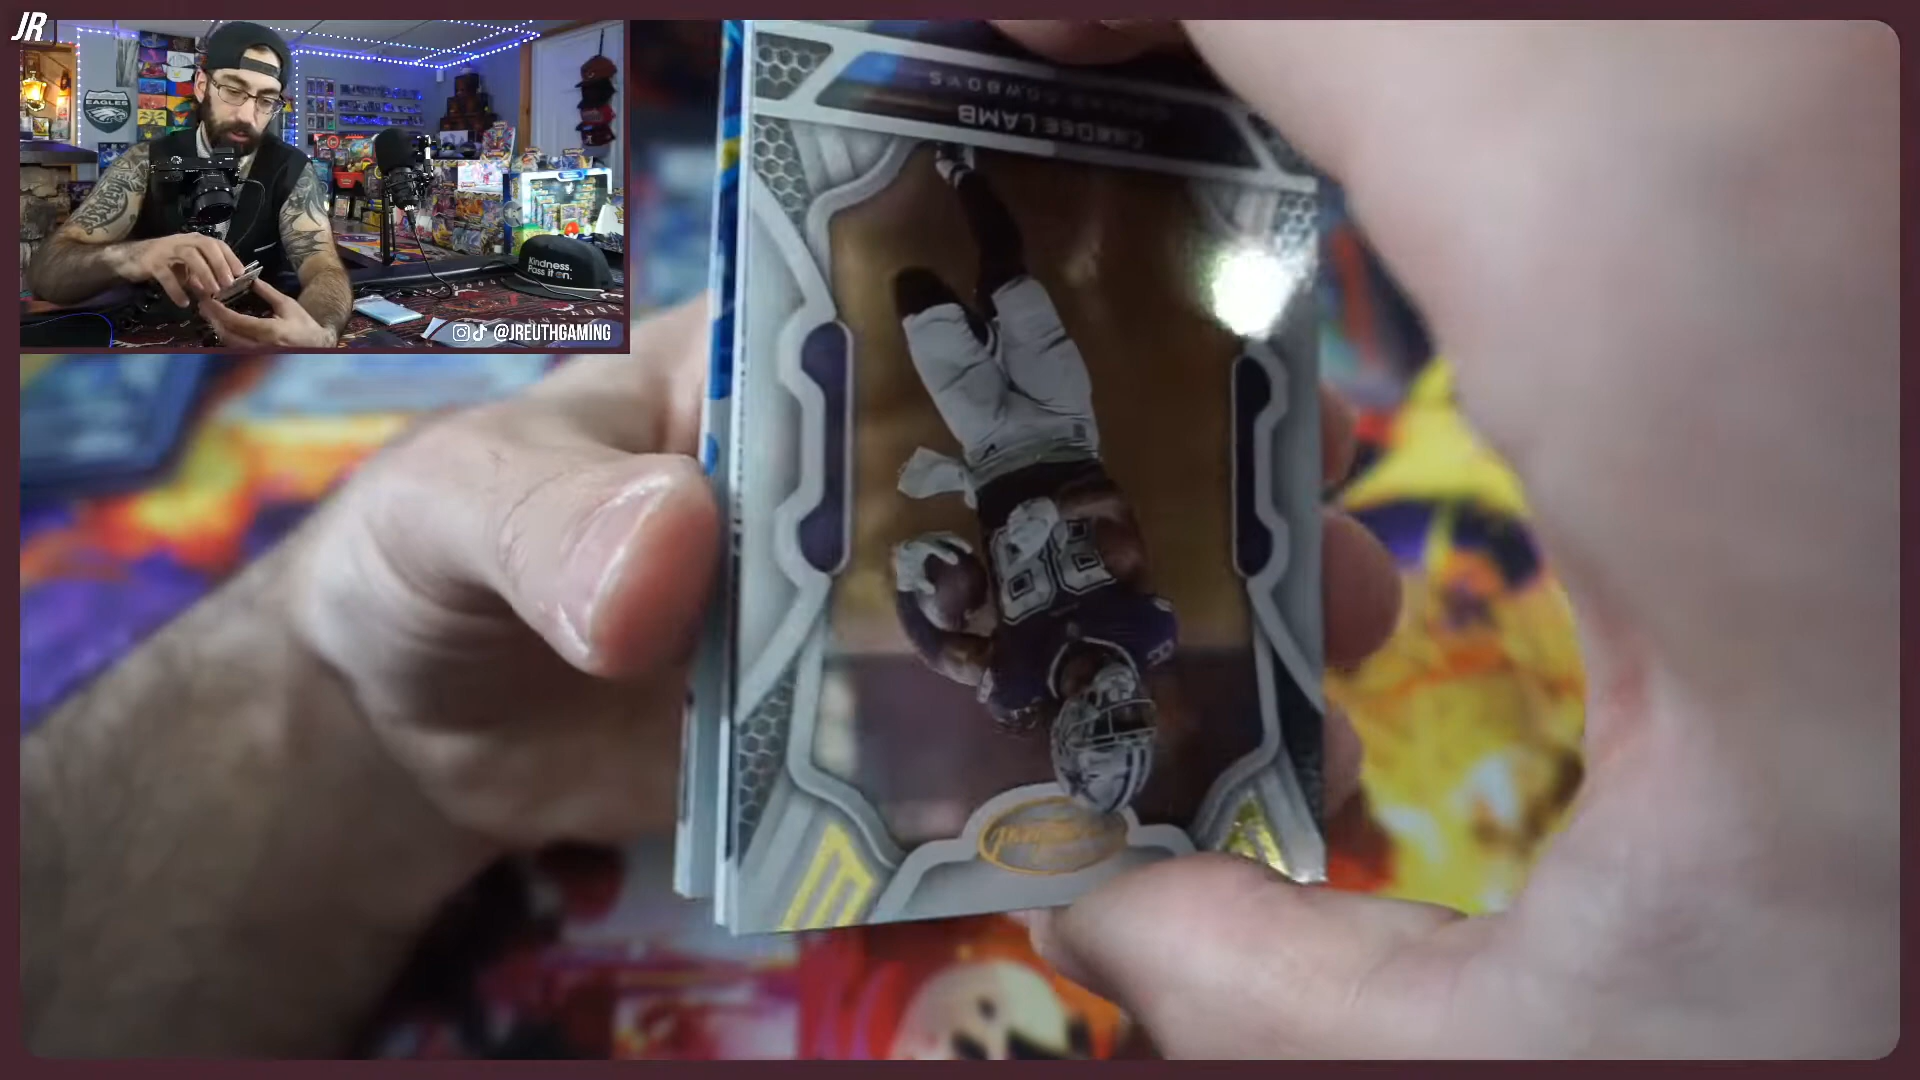 JR
EAGLES
Kindness.
Pass it on.
@JREUTHGAMING
COWBOYS
CeeDee LAMB
88